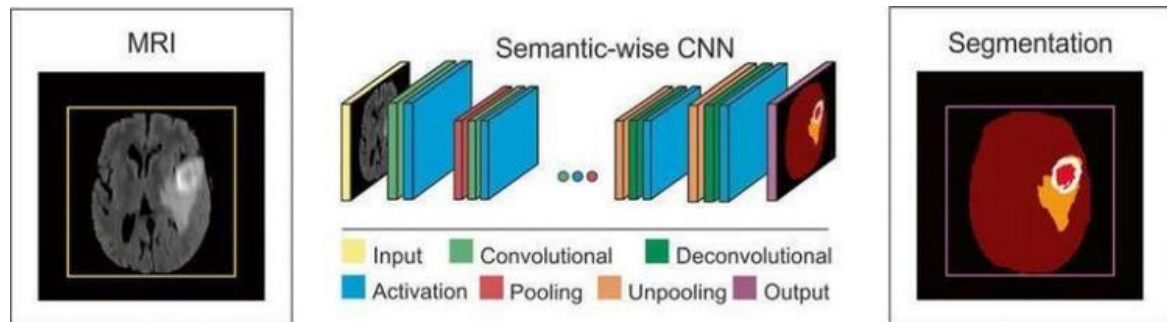 MRI
Semantic-wise CNN
Segmentation
Input Convolutional Deconvolutional
Activation Pooling Unpooling Output